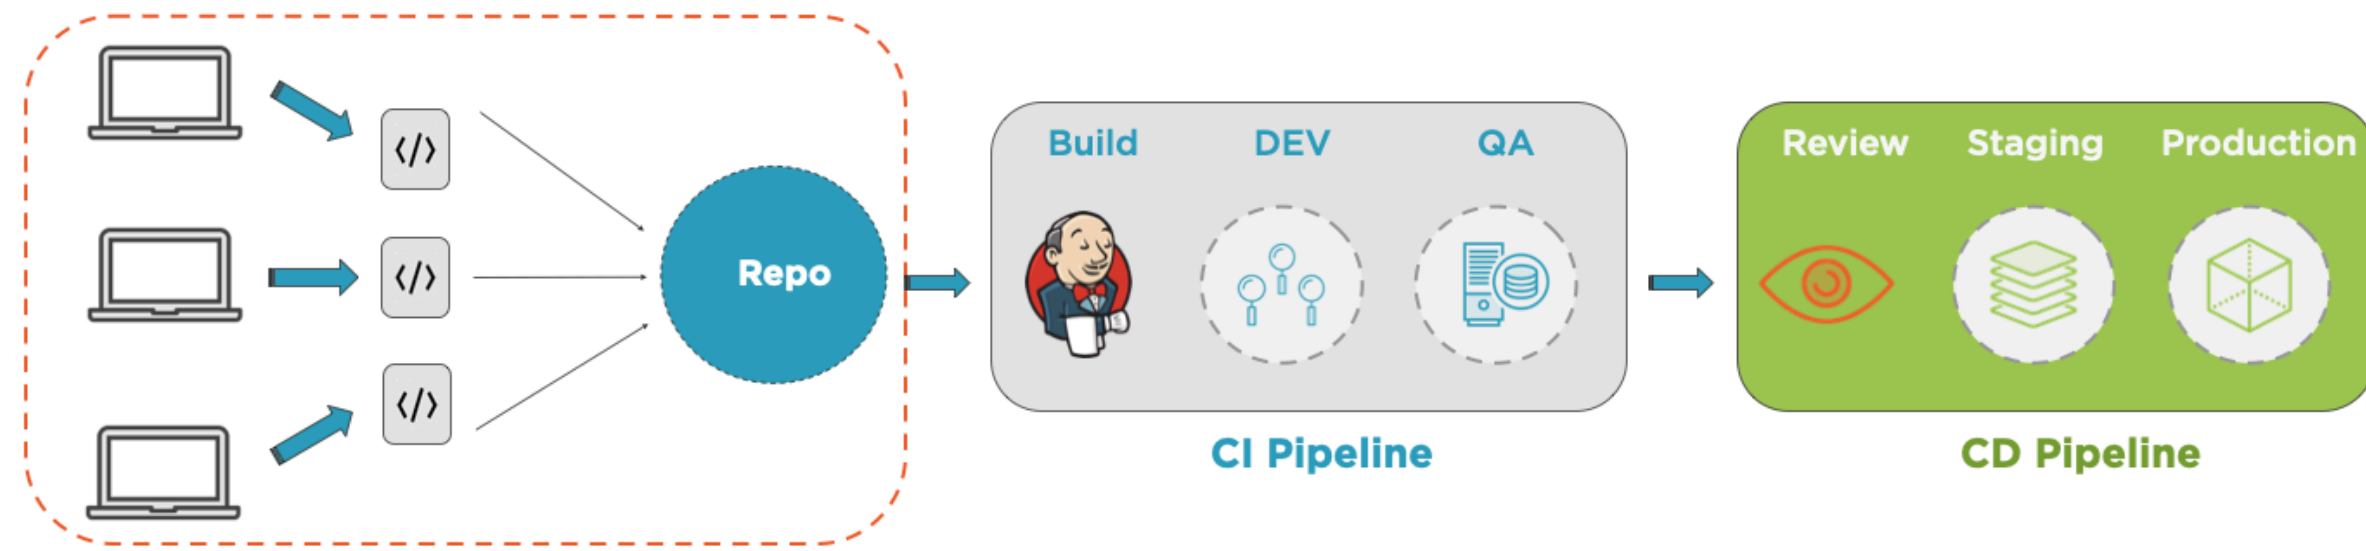 </>
</>
</>
Repo
Build DEV QA
CI Pipeline
Review Staging Production
CD Pipeline